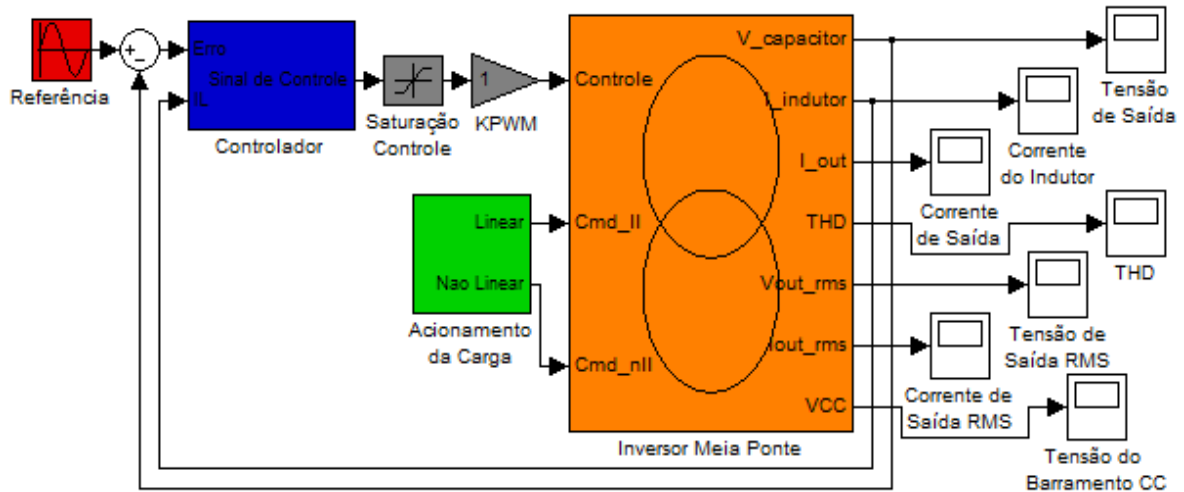 Referência
+
-
Erro
Sinal de Controle
IL
Controlador
Saturação
Controle
1
KPWM
Linear
Nao Linear
Acionamento
da Carga
Controle
Cmd_ll
Cmd_nll
V_capacitor
I_indutor
I_out
THD
Vout_rms
Iout_rms
VCC
Inversor Meia Ponte
Tensão
de Saída
Corrente
do Indutor
Corrente
de Saída
THD
Tensão de
Saída RMS
Corrente de
Saída RMS
Tensão do
Barramento CC